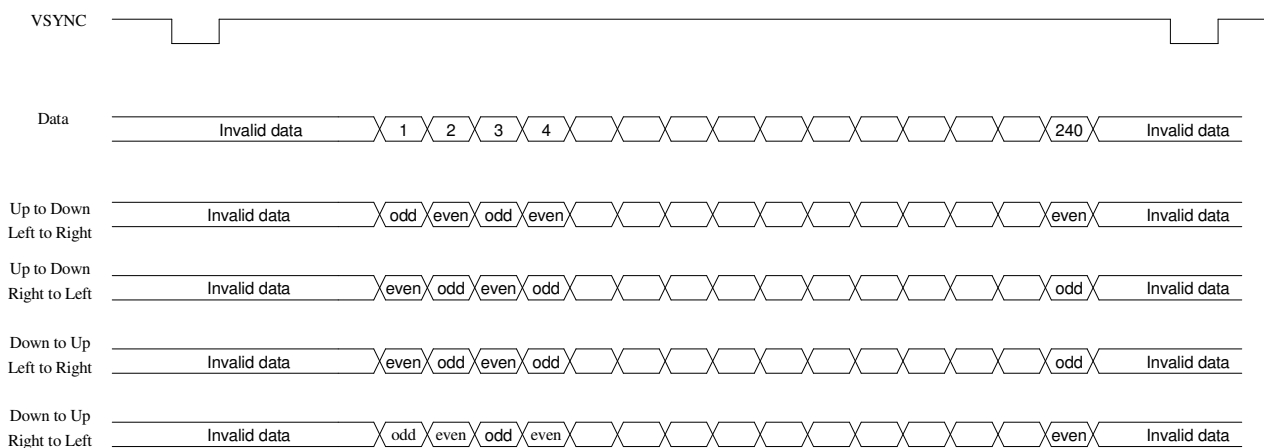 VSYNC
Data Invalid data 1 2 3 4 240 Invalid data
Up to Down
Left to Right
Invalid data odd even odd even even Invalid data
Up to Down
Right to Left
Invalid data even odd even odd odd Invalid data
Down to Up
Left to Right
Invalid data even odd even odd odd Invalid data
Down to Up
Right to Left
Invalid data odd even odd even even Invalid data